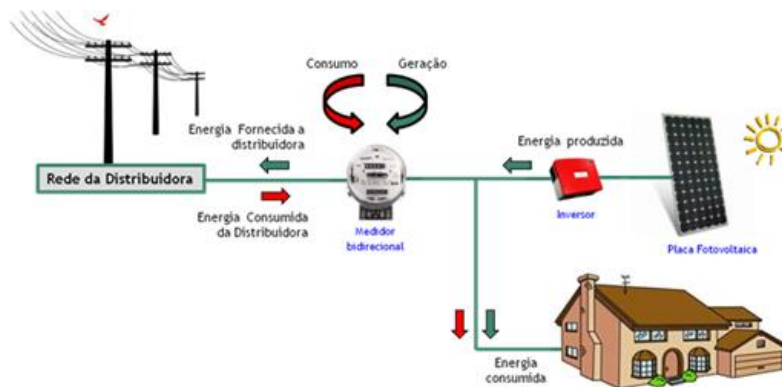 Consumo
Geração
Energia Fornecida a
distribuidora
Energia produzida
Rede da Distribuidora
Energia Consumida
da Distribuidora
Medidor
bidirecional
Inversor
Placa Fotovoltaica
Energia
consumida